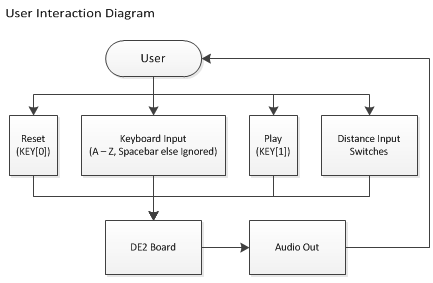 User Interaction Diagram
User
Reset
(KEY[0])
Keyboard Input
(A – Z, Spacebar else Ignored)
Play
(KEY[1])
Distance Input
Switches
DE2 Board
Audio Out